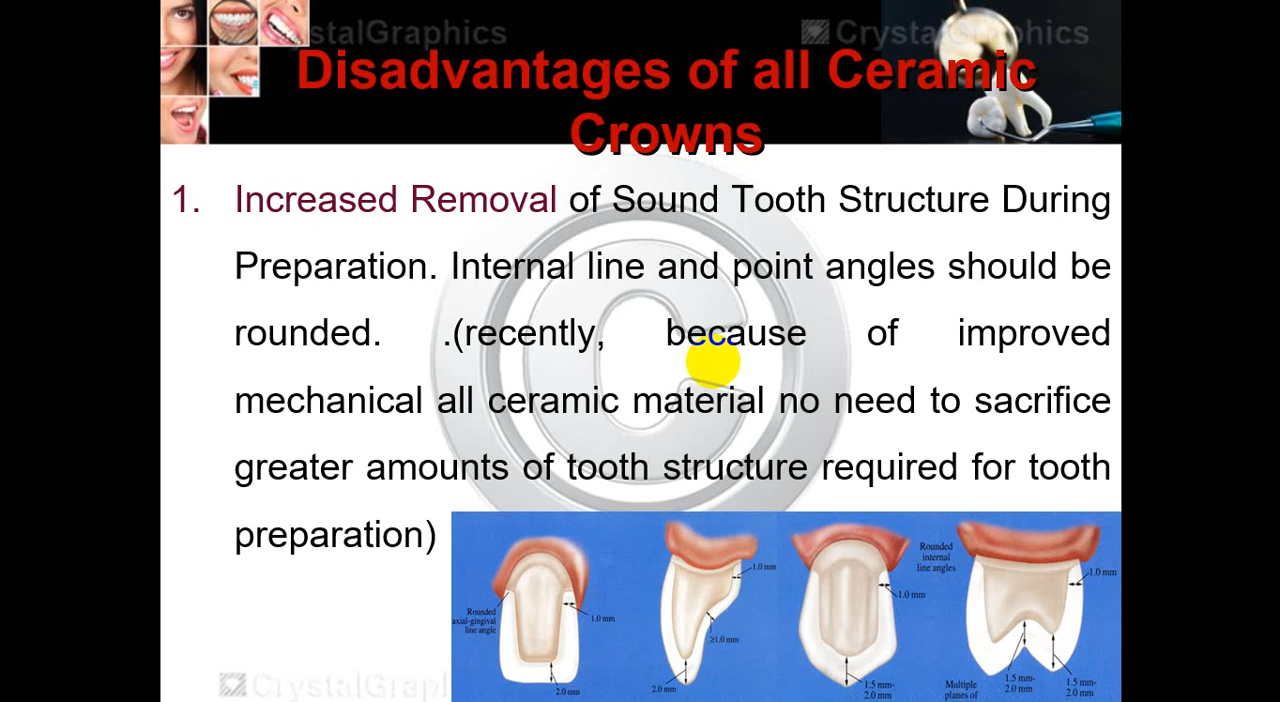 stalGraphics
CrystalGraphics
Disadvantages of all Ceramic
Crowns
1. Increased Removal of Sound Tooth Structure During
Preparation. Internal line and point angles should be
rounded. .(recently, because of improved
mechanical all ceramic material no need to sacrifice
greater amounts of tooth structure required for tooth
preparation)
Rounded
axial-gingival
line angle
1.0 mm
2.0 mm
1.0 mm
≥1.0 mm
2.0 mm
Rounded
internal
line angles
1.0 mm
1.5 mm-
2.0 mm
1.0 mm
Multiple
planes of
1.5 mm-
2.0 mm
1.5 mm-
2.0 mm
CrystalGrap